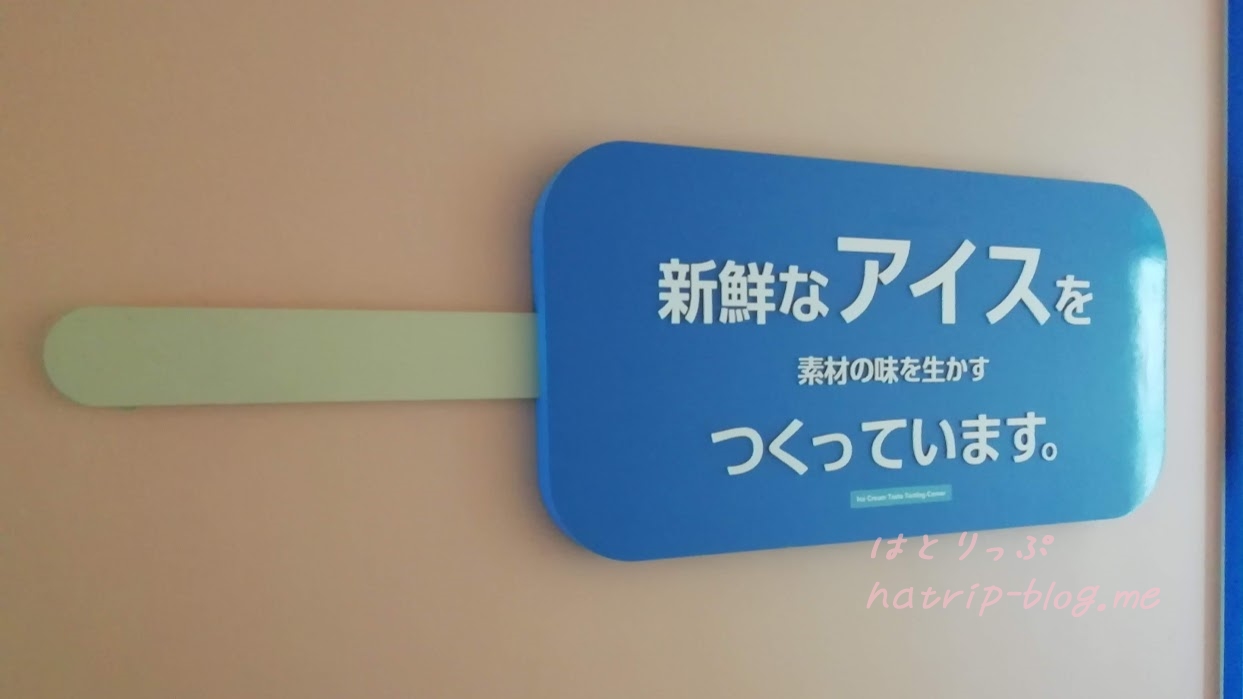 新鮮なアイスを
素材の味を生かす
つくっています。
Ice Cream Taste Testing Corner
はとりっぷ
hatrip-blog.me